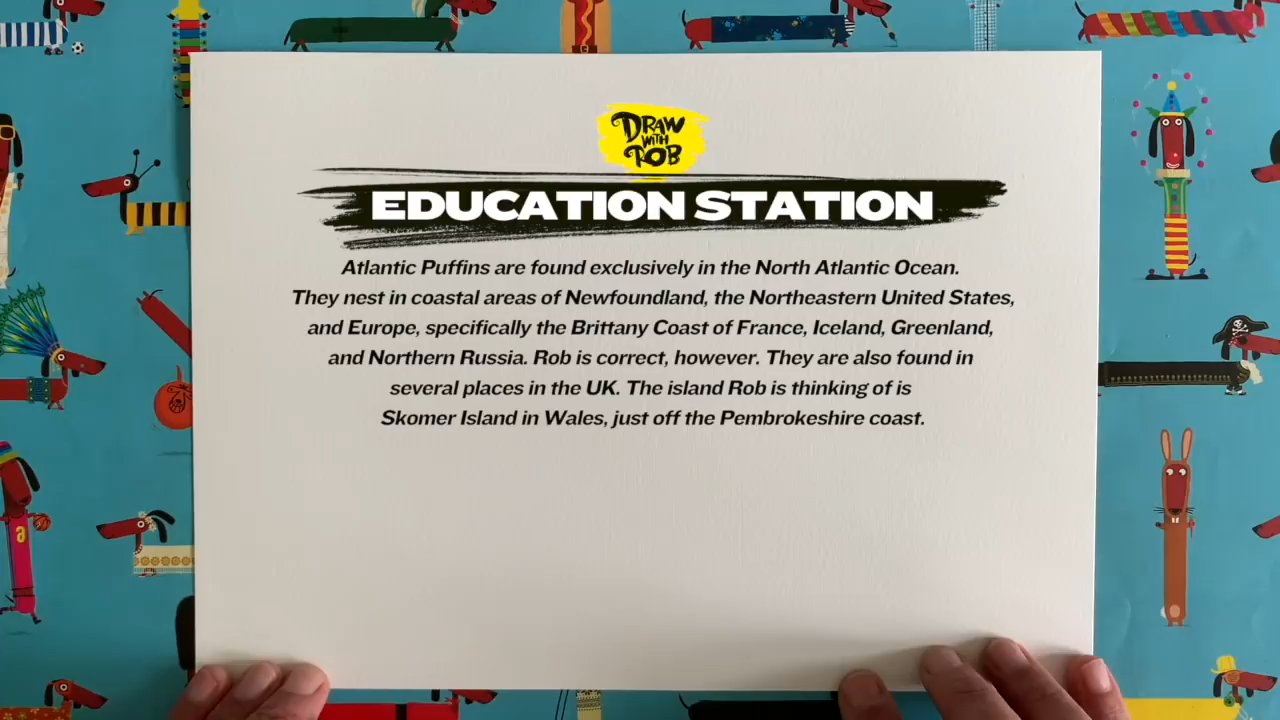 DRAW
WITH
ROB
EDUCATION STATION
Atlantic Puffins are found exclusively in the North Atlantic Ocean.
They nest in coastal areas of Newfoundland, the Northeastern United States,
and Europe, specifically the Brittany Coast of France, Iceland, Greenland,
and Northern Russia. Rob is correct, however. They are also found in
several places in the UK. The island Rob is thinking of is
Skomer Island in Wales, just off the Pembrokeshire coast.